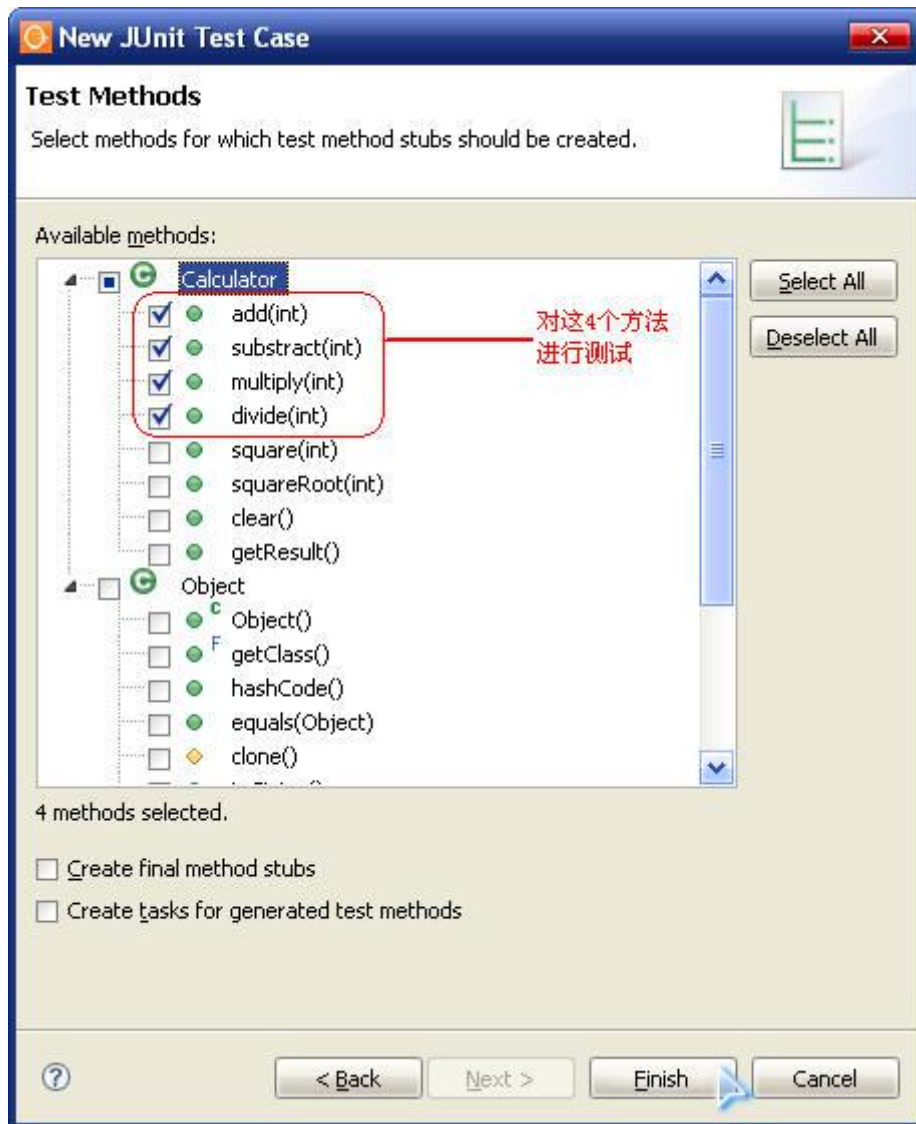 New JUnit Test Case
Test Methods
Select methods for which test method stubs should be created.
Available methods:
Calculator
add(int)
substract(int)
multiply(int)
divide(int)
square(int)
squareRoot(int)
clear()
getResult()
Object
Object()
getClass()
hashCode()
equals(Object)
clone()
对这4个方法
进行测试
Select All
Deselect All
4 methods selected.
Create final method stubs
Create tasks for generated test methods
< Back
Next >
Finish
Cancel